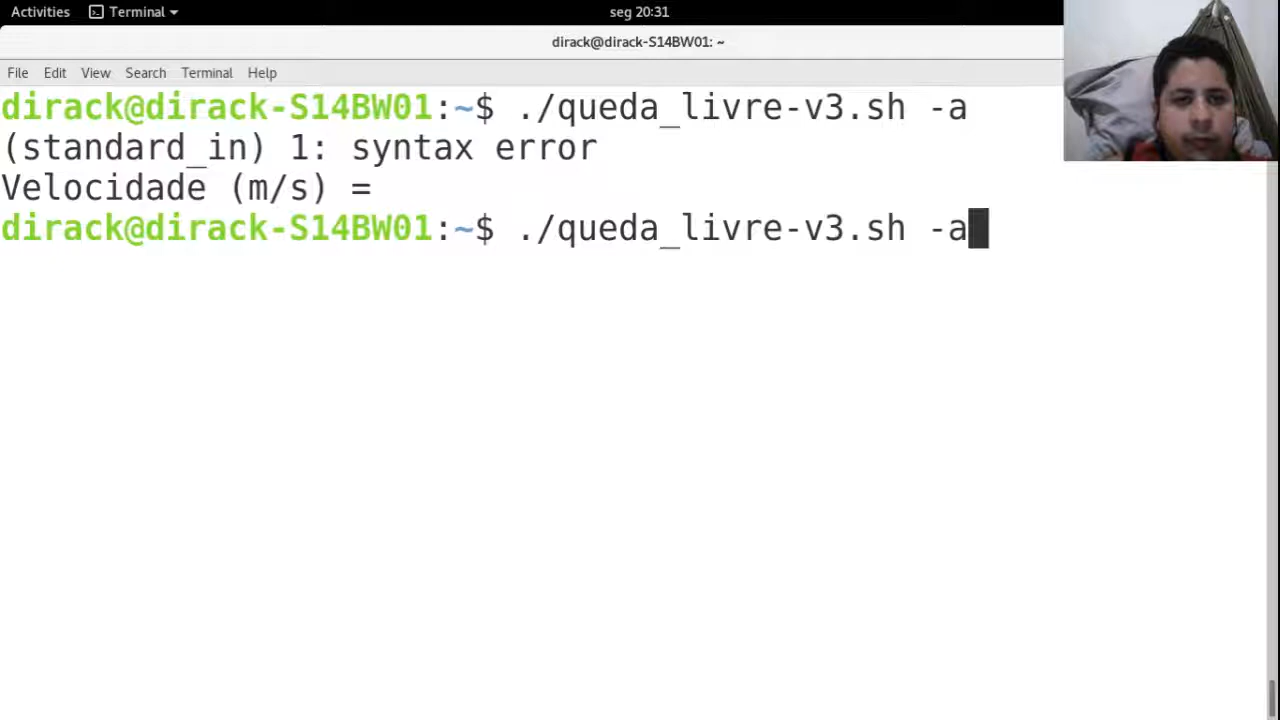 Activities Terminal seg 20:31
dirack@dirack-S14BW01: ~
File Edit View Search Terminal Help
dirack@dirack-S14BW01:~$ ./queda_livre-v3.sh -a
(standard_in) 1: syntax error
Velocidade (m/s) =
dirack@dirack-S14BW01:~$ ./queda_livre-v3.sh -a